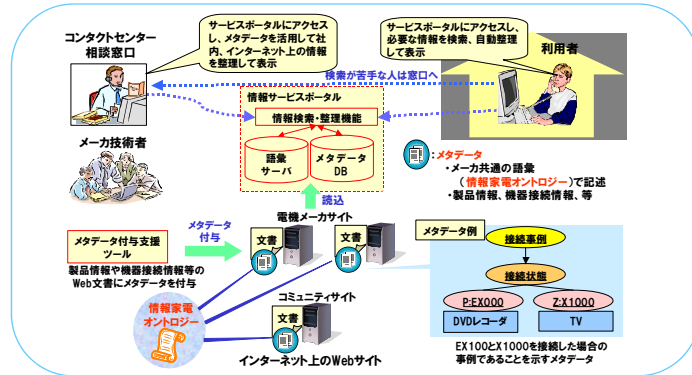 サービスポータルにアクセス
し、メタデータを活用して社
内、インターネット上の情報
を整理して表示
サービスポータルにアクセスし、
必要な情報を検索、自動整理
して表示
コンタクトセンター
相談窓口
利用者
検索が苦手な人は窓口へ
情報サービスポータル
情報検索・整理機能
語彙
サーバ
メタデータ
DB
メーカ技術者
:メタデータ
・メーカ共通の語彙
(情報家電オントロジー)で記述
・製品情報、機器接続情報、等
読込
メタデータ
付与
電機メーカサイト
文書
文書
メタデータ付与支援
ツール
製品情報や機器接続情報等の
Web文書にメタデータを付与
メタデータ例
接続事例
接続状態
P:EX000
Z:X1000
DVDレコーダ
TV
EX100とX1000を接続した場合の
事例であることを示すメタデータ
情報家電
オントロジー
コミュニティサイト
文書
インターネット上のWebサイト